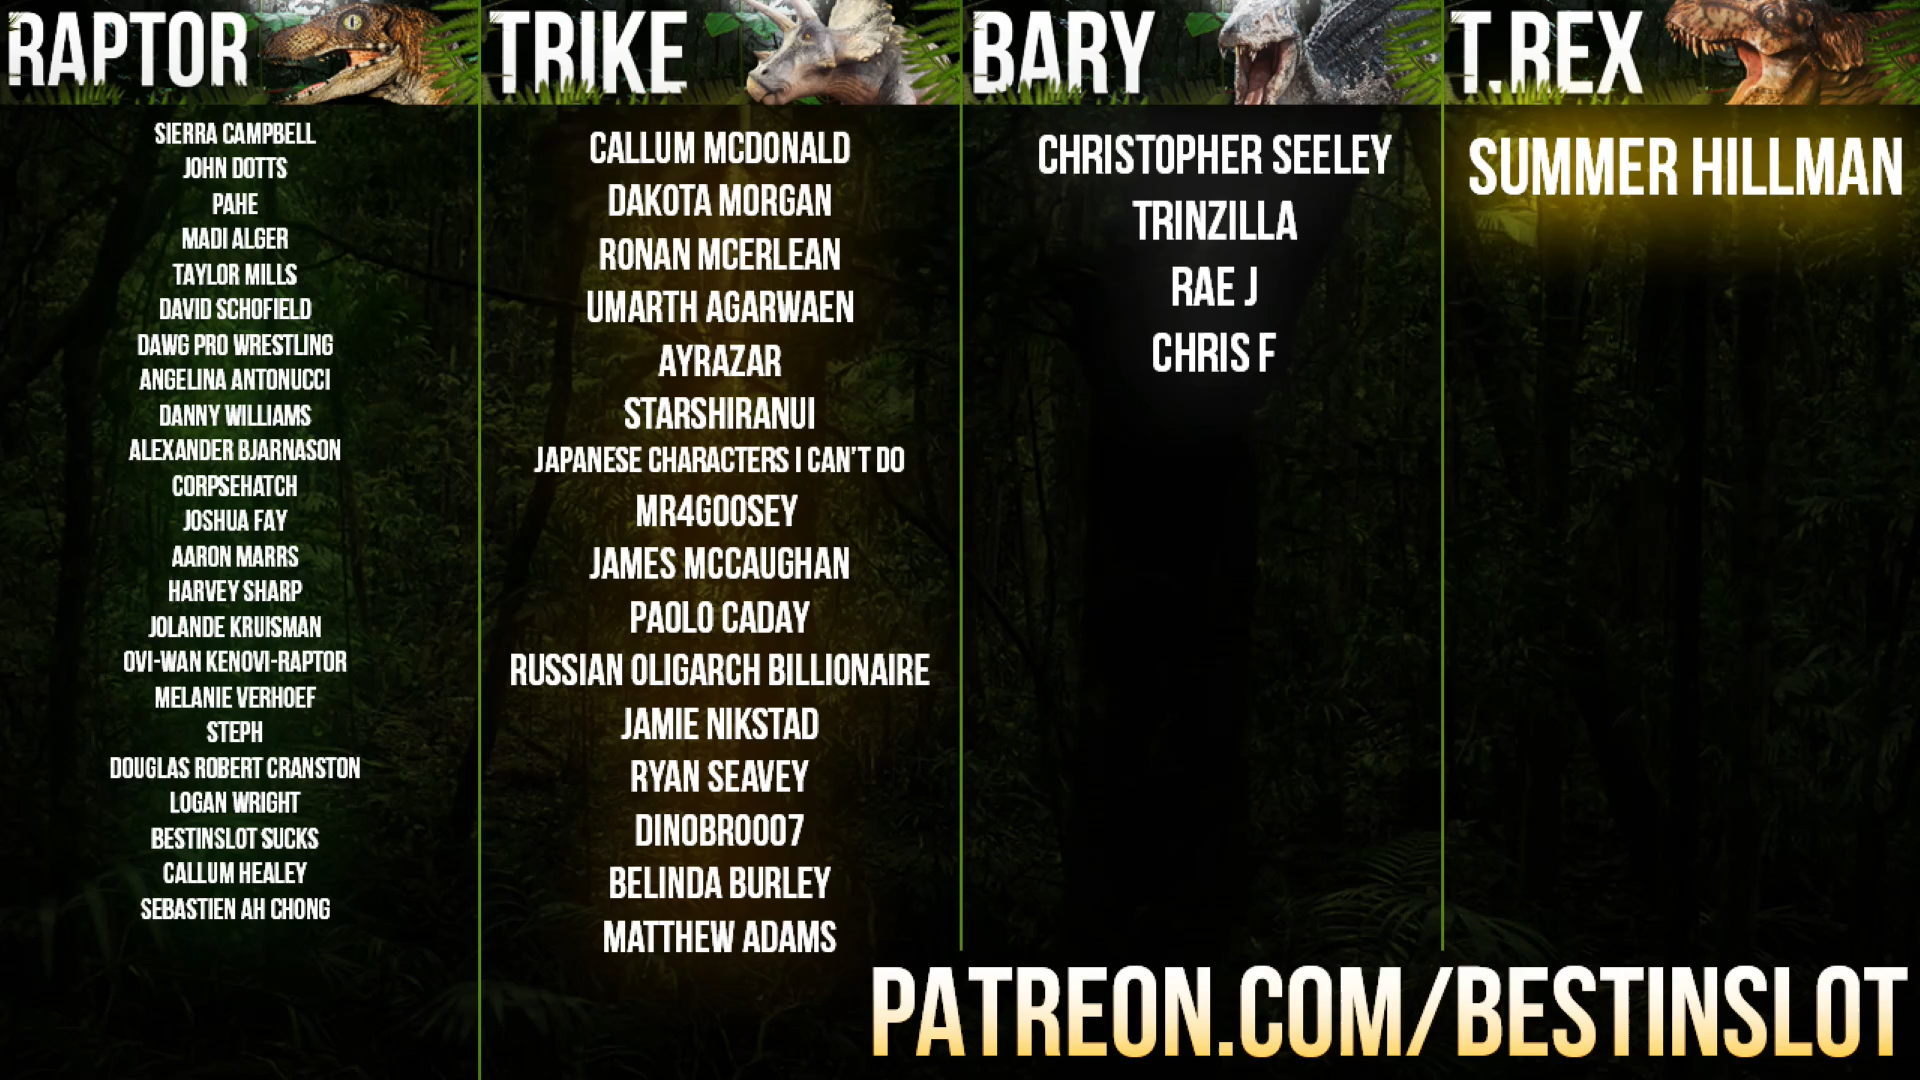 RAPTOR
SIERRA CAMPBELL
JOHN DOTTS
PAHE
MADI ALGER
TAYLOR MILLS
DAVID SCHOFIELD
DAWG PRO WRESTLING
ANGELINA ANTONUCCI
DANNY WILLIAMS
ALEXANDER BJARNASON
CORPSEHATCH
JOSHUA FAY
AARON MARRS
HARVEY SHARP
JOLANDE KRUISMAN
OVI-WAN KENOVI-RAPTOR
MELANIE VERHOEF
STEPH
DOUGLAS ROBERT CRANSTON
LOGAN WRIGHT
BESTINSLOT SUCKS
CALLUM HEALEY
SEBASTIEN AH CHONG
TRIKE
CALLUM MCDONALD
DAKOTA MORGAN
RONAN MCERLEAN
UMARTH AGARWAEN
AYRAZAR
STARSHIRANUI
JAPANESE CHARACTERS I CAN'T DO
MR4GOOSEY
JAMES MCCAUGHAN
PAOLO CADAY
RUSSIAN OLIGARCH BILLIONAIRE
JAMIE NIKSTAD
RYAN SEAVEY
DINOBRO007
BELINDA BURLEY
MATTHEW ADAMS
BARY
CHRISTOPHER SEELEY
TRINZILLA
RAE J
CHRIS F
T.REX
SUMMER HILLMAN
PATREON.COM/BESTINSLOT